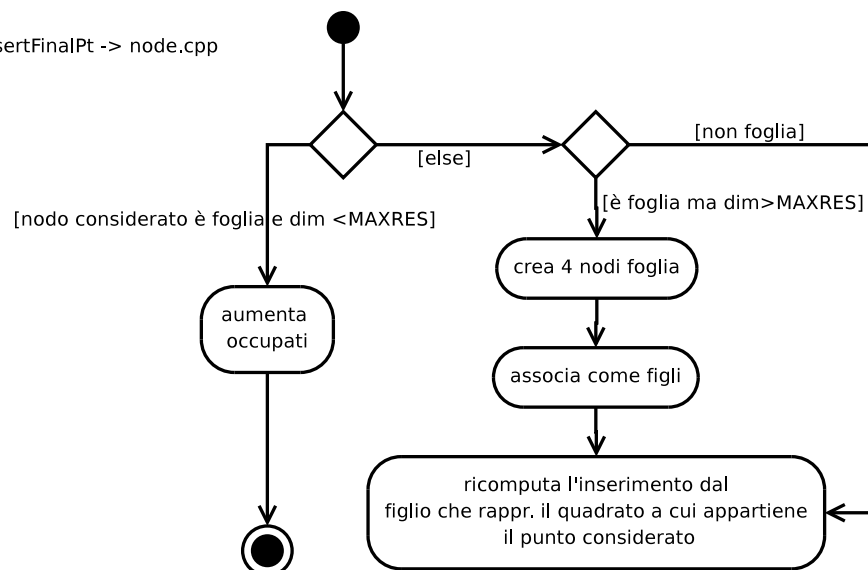 sertFinalPt -> node.cpp
[non foglia]
[else]
[è foglia ma dim>MAXRES]
[nodo considerato è foglia e dim <MAXRES]
crea 4 nodi foglia
aumenta
occupati
associa come figli
ricomputa l'inserimento dal
figlio che rappr. il quadrato a cui appartiene
il punto considerato